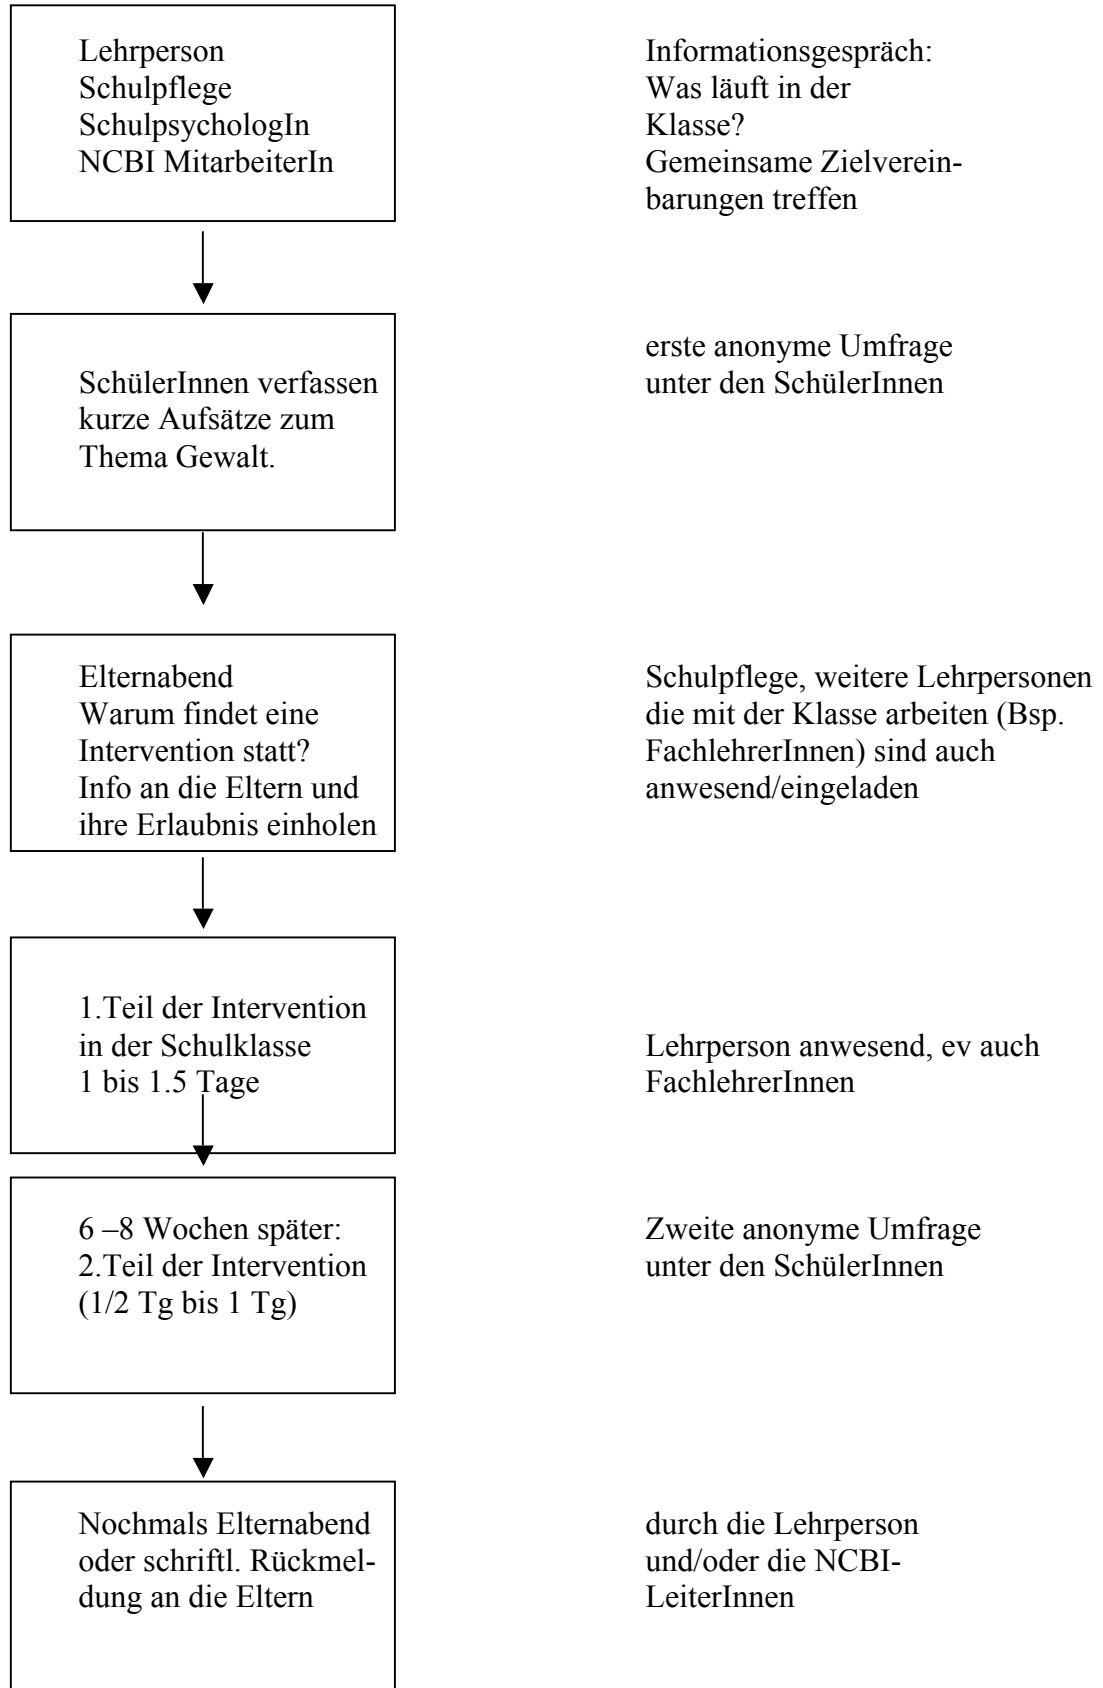 Lehrperson
Schulpflege
SchulpsychologIn
NCBI MitarbeiterIn
Informationsgespräch:
Was läuft in der
Klasse?
Gemeinsame Zielverein-
barungen treffen
SchülerInnen verfassen
kurze Aufsätze zum
Thema Gewalt.
erste anonyme Umfrage
unter den SchülerInnen
Elternabend
Warum findet eine
Intervention statt?
Info an die Eltern und
ihre Erlaubnis einholen
Schulpflege, weitere Lehrpersonen
die mit der Klasse arbeiten (Bsp.
FachlehrerInnen) sind auch
anwesend/eingeladen
1.Teil der Intervention
in der Schulklasse
1 bis 1.5 Tage
Lehrperson anwesend, ev auch
FachlehrerInnen
6 –8 Wochen später:
2.Teil der Intervention
(1/2 Tg bis 1 Tg)
Zweite anonyme Umfrage
unter den SchülerInnen
Nochmals Elternabend
oder schriftl. Rückmel-
dung an die Eltern
durch die Lehrperson
und/oder die NCBI-
LeiterInnen